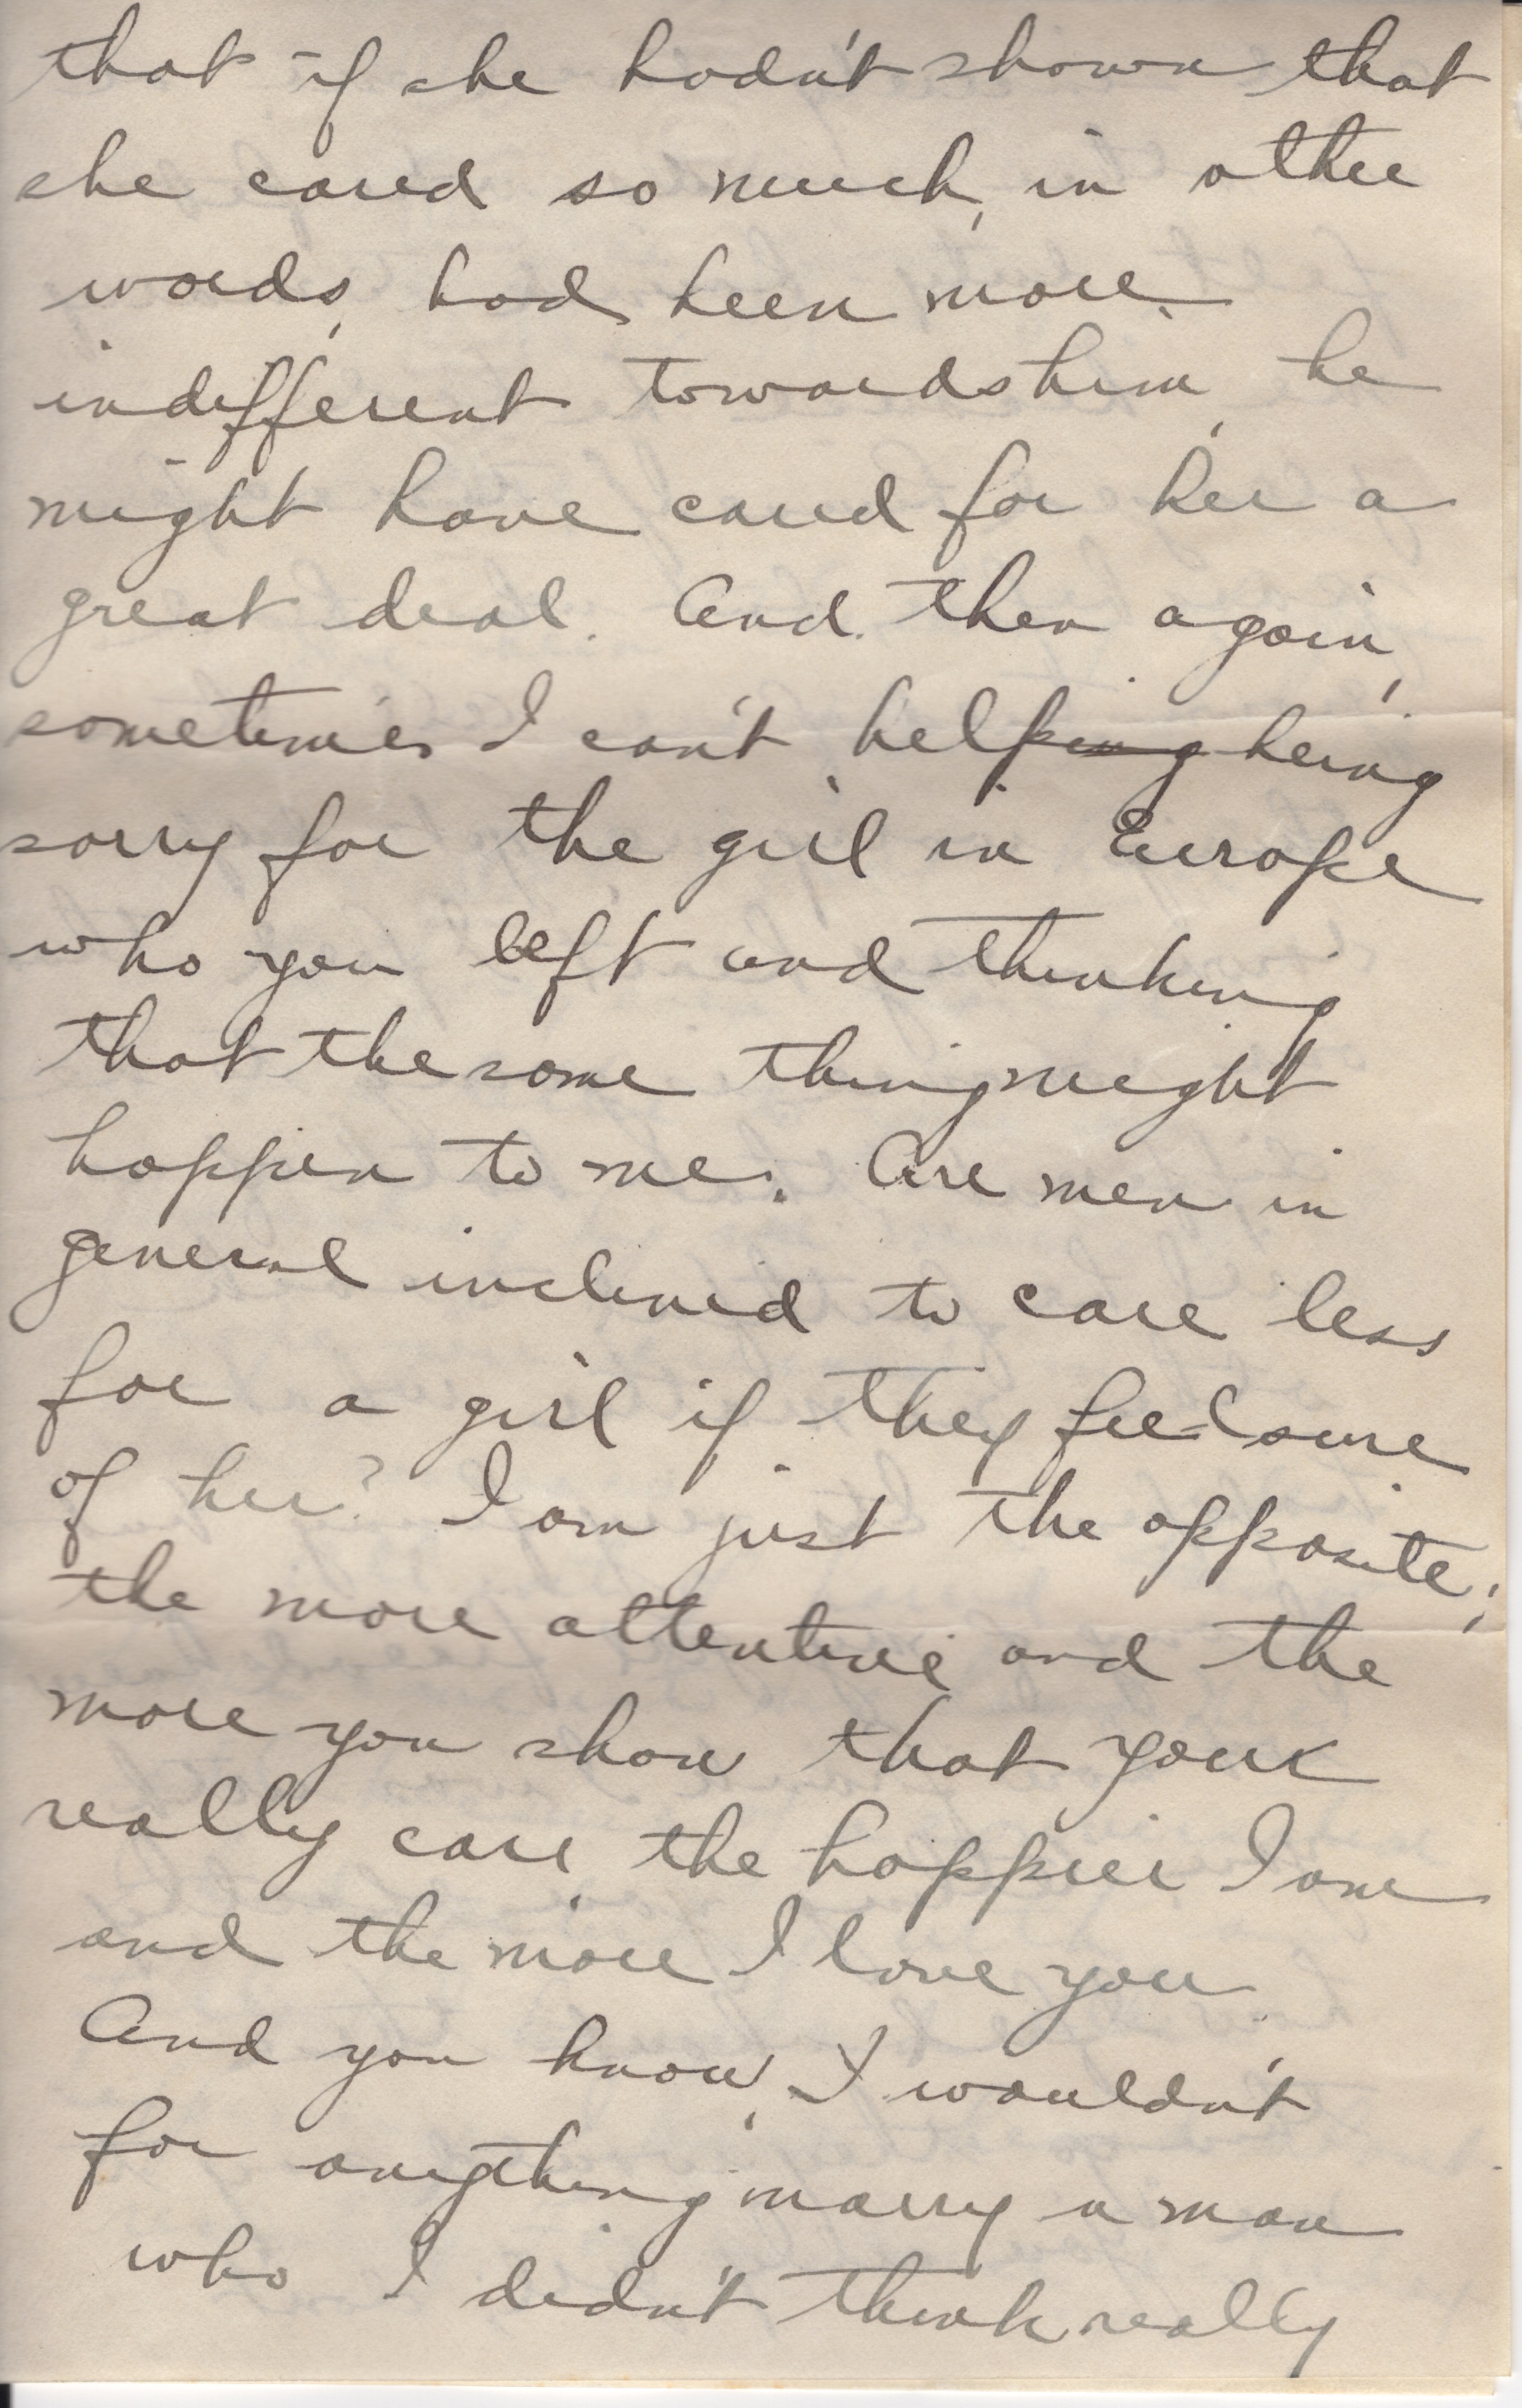 that if she hadn't shown that
she cared so much, in other
words, had been more
indifferent towards him, he
might have cared for her a
great deal. And then again,
sometimes I can't helping being
sorry for the girl in Europe
who you left and thinking
that the same thing might
happen to me. Are men in
general inclined to care less
for a girl if they feel sure
of her? I am just the opposite;
the more attentive and the
more you show that you
really care, the happier I am
and the more I love you.
And you know, I wouldn't
for anything marry a man
who I didn't think really